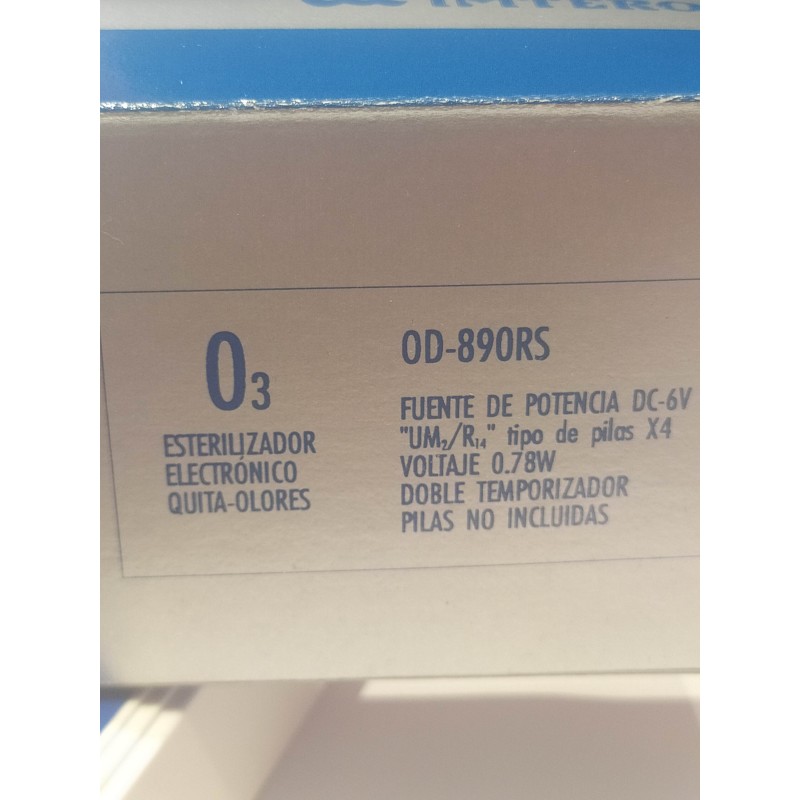 O3
ESTERILIZADOR
ELECTRÓNICO
QUITA-OLORES
OD-890RS
FUENTE DE POTENCIA DC-6V
"UM2/R14" tipo de pilas X4
VOLTAJE 0.78W
DOBLE TEMPORIZADOR
PILAS NO INCLUIDAS